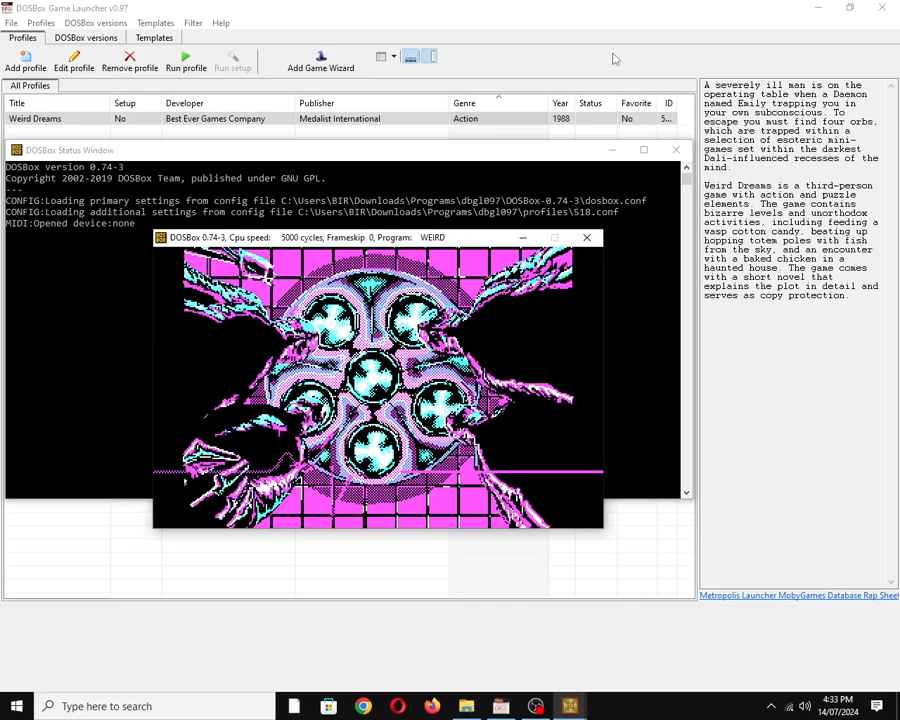 DOSBox Game Launcher v0.97
File Profiles DOSBox versions Templates Filter Help
Profiles DOSBox versions Templates
Add profile Edit profile Remove profile Run profile Run setup Add Game Wizard
All Profiles
Title Setup Developer Publisher Genre Year Status Favorite ID
Weird Dreams No Best Ever Games Company Medalist International Action 1988 No 5...
DOSBox Status Window
DOSBox version 0.74-3
Copyright 2002-2019 DOSBox Team, published under GNU GPL.
---
CONFIG:Loading primary settings from config file C:\Users\BIR\Downloads\Programs\dbgl097\DOSBox-0.74-3\dosbox.conf
CONFIG:Loading additional settings from config file C:\Users\BIR\Downloads\Programs\dbgl097\profiles\518.conf
MIDI:Opened device:none
DOSBox 0.74-3, Cpu speed: 5000 cycles, Frameskip 0, Program: WEIRD
A severely ill man is on the
operating table when a Daemon
named Emily trapping you in
your own subconscious. To
escape you must find four orbs,
which are trapped within a
selection of esoteric mini-
games set within the darkest
Dali-influenced recesses of the
mind.
Weird Dreams is a third-person
game with action and puzzle
elements. The game contains
bizarre levels and unorthodox
activities, including feeding a
wasp cotton candy, beating up
hopping totem poles with fish
from the sky, and an encounter
with a baked chicken in a
haunted house. The game comes
with a short novel that
explains the plot in detail and
serves as copy protection.
Metropolis Launcher MobyGames Database Rap Sheet
Type here to search
4:33 PM
14/07/2024